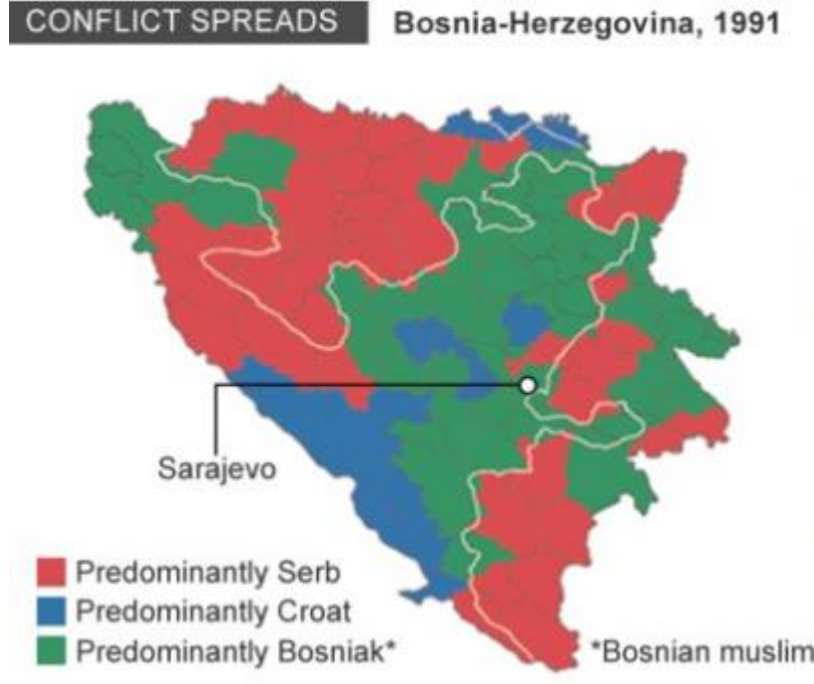 CONFLICT SPREADS Bosnia-Herzegovina, 1991
Sarajevo
Predominantly Serb
Predominantly Croat
Predominantly Bosniak*
*Bosnian muslim